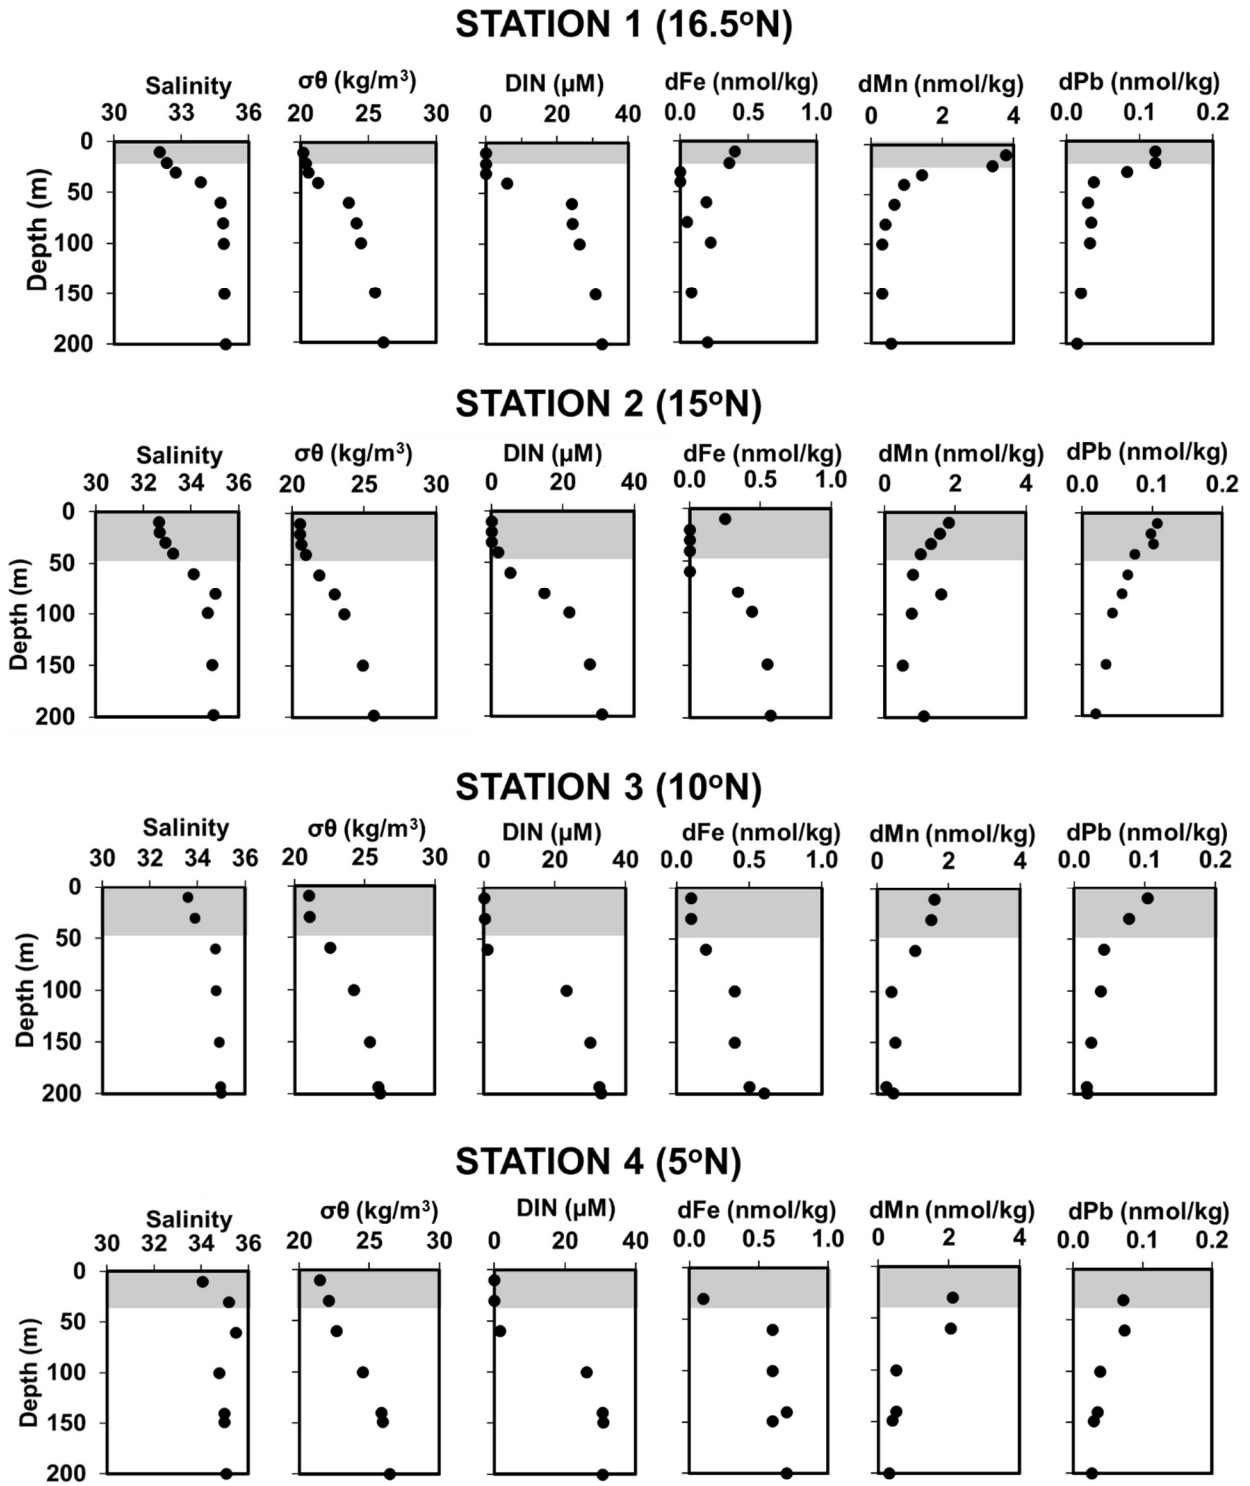 STATION 1 (16.5ºN)
Salinity σθ (kg/m³) DIN (µM) dFe (nmol/kg) dMn (nmol/kg) dPb (nmol/kg)
30 33 36 20 25 30 0 20 40 0.0 0.5 1.0 0 2 4 0.0 0.1 0.2
0
50
100
150
200
Depth (m)
STATION 2 (15ºN)
Salinity σθ (kg/m³) DIN (µM) dFe (nmol/kg) dMn (nmol/kg) dPb (nmol/kg)
30 32 34 36 20 25 30 0 20 40 0.0 0.5 1.0 0 2 4 0.0 0.1 0.2
0
50
100
150
200
Depth (m)
STATION 3 (10ºN)
Salinity σθ (kg/m³) DIN (µM) dFe (nmol/kg) dMn (nmol/kg) dPb (nmol/kg)
30 32 34 36 20 25 30 0 20 40 0.0 0.5 1.0 0 2 4 0.0 0.1 0.2
0
50
100
150
200
Depth (m)
STATION 4 (5ºN)
Salinity σθ (kg/m³) DIN (µM) dFe (nmol/kg) dMn (nmol/kg) dPb (nmol/kg)
30 32 34 36 20 25 30 0 20 40 0.0 0.5 1.0 0 2 4 0.0 0.1 0.2
0
50
100
150
200
Depth (m)